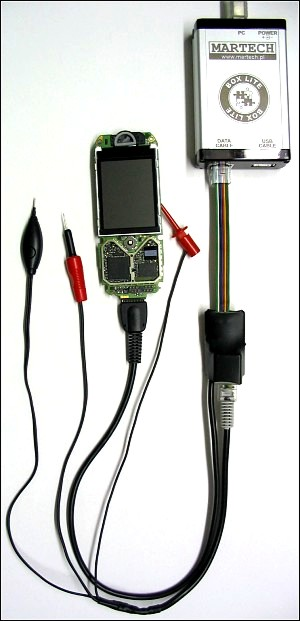 PC POWER
MARTECH
www.martech.pl
BOX LITE
BOX LITE
DATA USB
CABLE CABLE